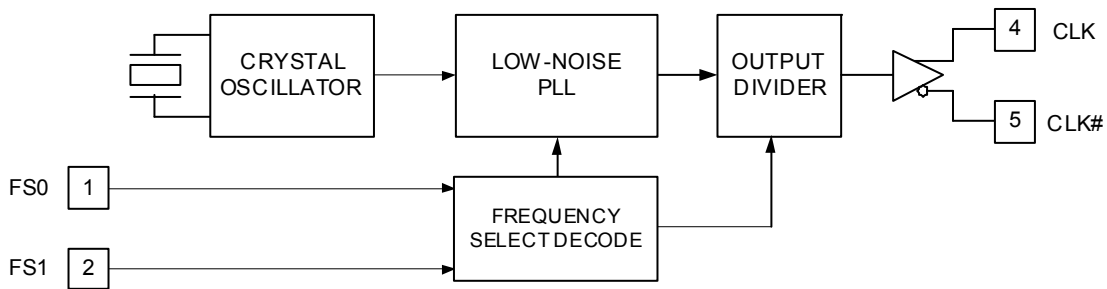 CRYSTAL
OSCILLATOR
LOW-NOISE
PLL
OUTPUT
DIVIDER
4
CLK
5
CLK#
FS0
1
FREQUENCY
SELECT DECODE
FS1
2